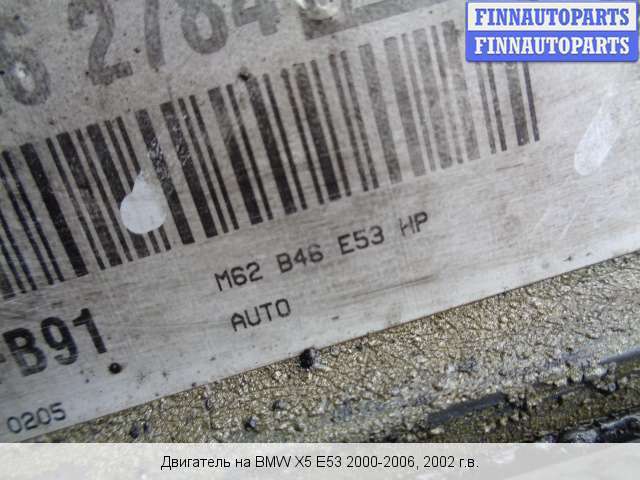 FINNAUTOPARTS
FINNAUTOPARTS
M62 B46 E53 HP
AUTO
B91
0205
Двигатель на BMW X5 E53 2000-2006, 2002 г.в.